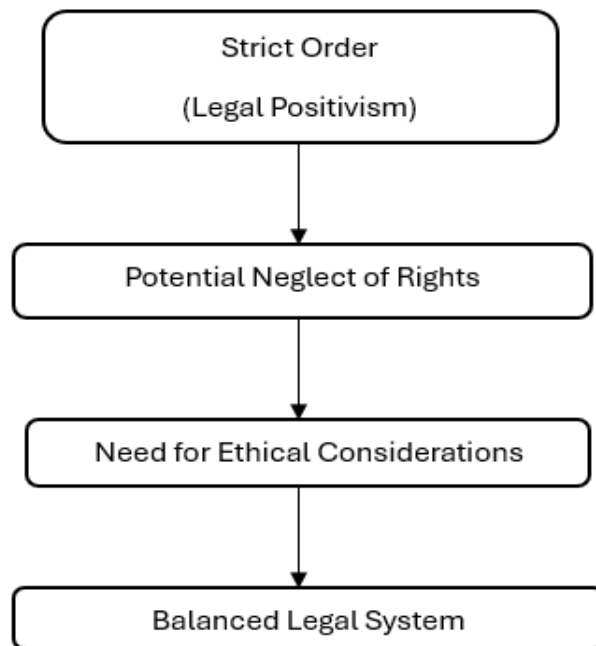 Strict Order
(Legal Positivism)
Potential Neglect of Rights
Need for Ethical Considerations
Balanced Legal System